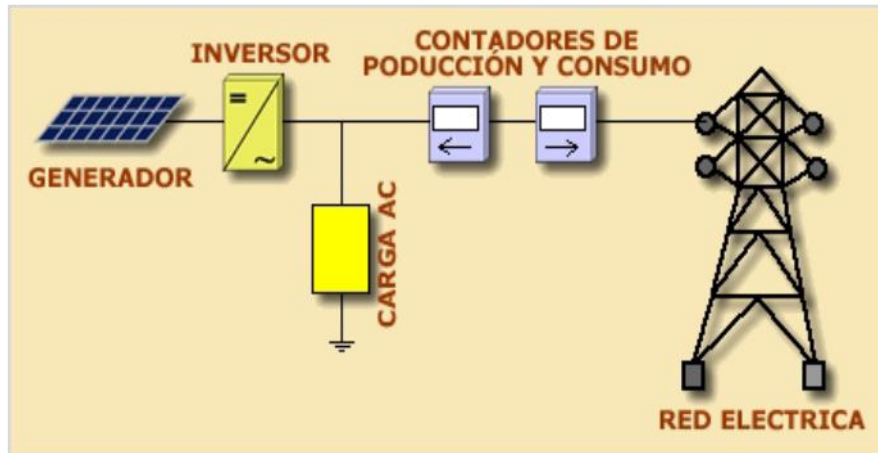 INVERSOR
CONTADORES DE
PODUCCIÓN Y CONSUMO
GENERADOR
CARGA AC
RED ELECTRICA